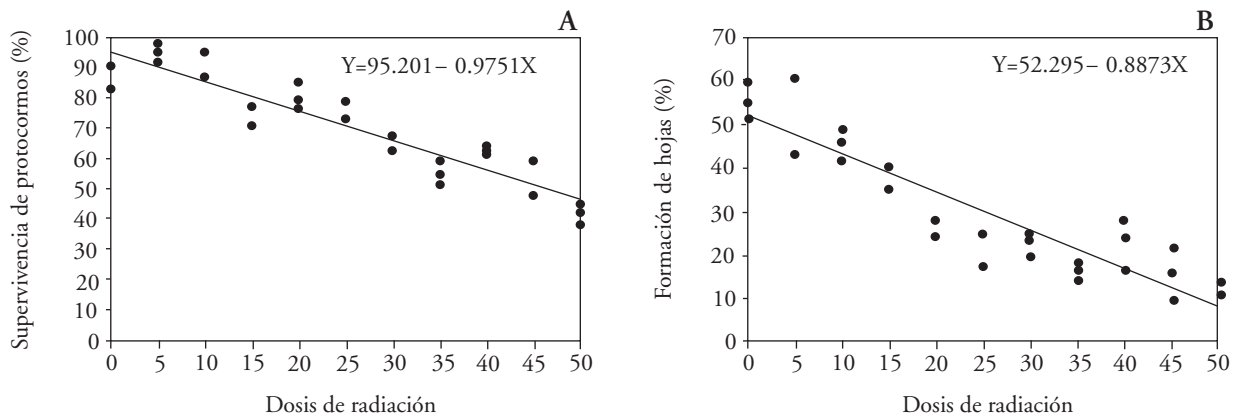 A
Supervivencia de protocormos (%)
100
90
80
70
60
50
40
30
20
10
0
Y=95.201– 0.9751X
0 5 10 15 20 25 30 35 40 45 50
Dosis de radiación
B
Formación de hojas (%)
70
60
50
40
30
20
10
0
Y=52.295– 0.8873X
0 5 10 15 20 25 30 35 40 45 50
Dosis de radiación